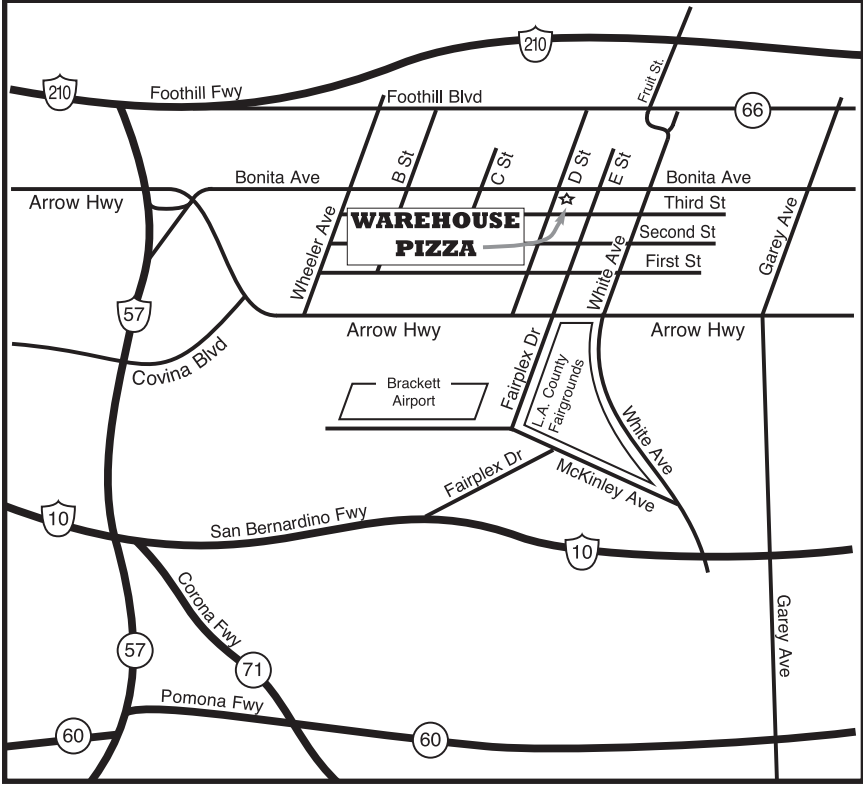 210
210
Foothill Fwy
Foothill Blvd
Fruit St.
66
Arrow Hwy
Bonita Ave
B St
C St
D St
E St
Bonita Ave
Third St
Second St
First St
Wheeler Ave
WAREHOUSE
PIZZA
White Ave
Garey Ave
57
Arrow Hwy
Arrow Hwy
Covina Blvd
Brackett
Airport
Fairplex Dr
L.A. County
Fairgrounds
White Ave
Fairplex Dr
McKinley Ave
10
San Bernardino Fwy
10
Corona Fwy
Garey Ave
57
71
Pomona Fwy
60
60